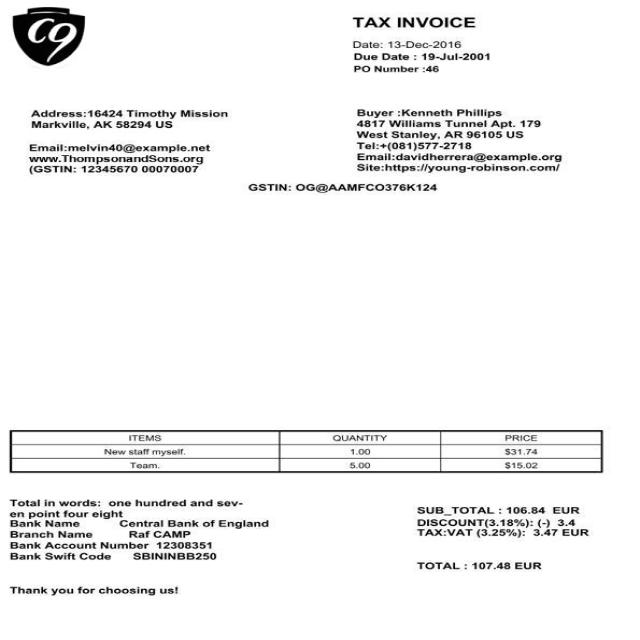 C9
TAX INVOICE
Date: 13-Dec-2016
Due Date : 19-Jul-2001
PO Number :46
Address:16424 Timothy Mission
Markville, AK 58294 US
Email:melvin40@example.net
www.ThompsonandSons.org
(GSTIN: 12345670 00070007
Buyer :Kenneth Phillips
4817 Williams Tunnel Apt. 179
West Stanley, AR 96105 US
Tel:+(081)577-2718
Email:davidherrera@example.org
Site:https://young-robinson.com/
GSTIN: OG@AAMFCO376K124
ITEMS QUANTITY PRICE
New staff myself. 1.00 $31.74
Team. 5.00 $15.02
Total in words: one hundred and sev-
en point four eight
Bank Name Central Bank of England
Branch Name Raf CAMP
Bank Account Number 12308351
Bank Swift Code SBININBB250
SUB_TOTAL : 106.84 EUR
DISCOUNT(3.18%): (-) 3.4
TAX:VAT (3.25%): 3.47 EUR
TOTAL : 107.48 EUR
Thank you for choosing us!